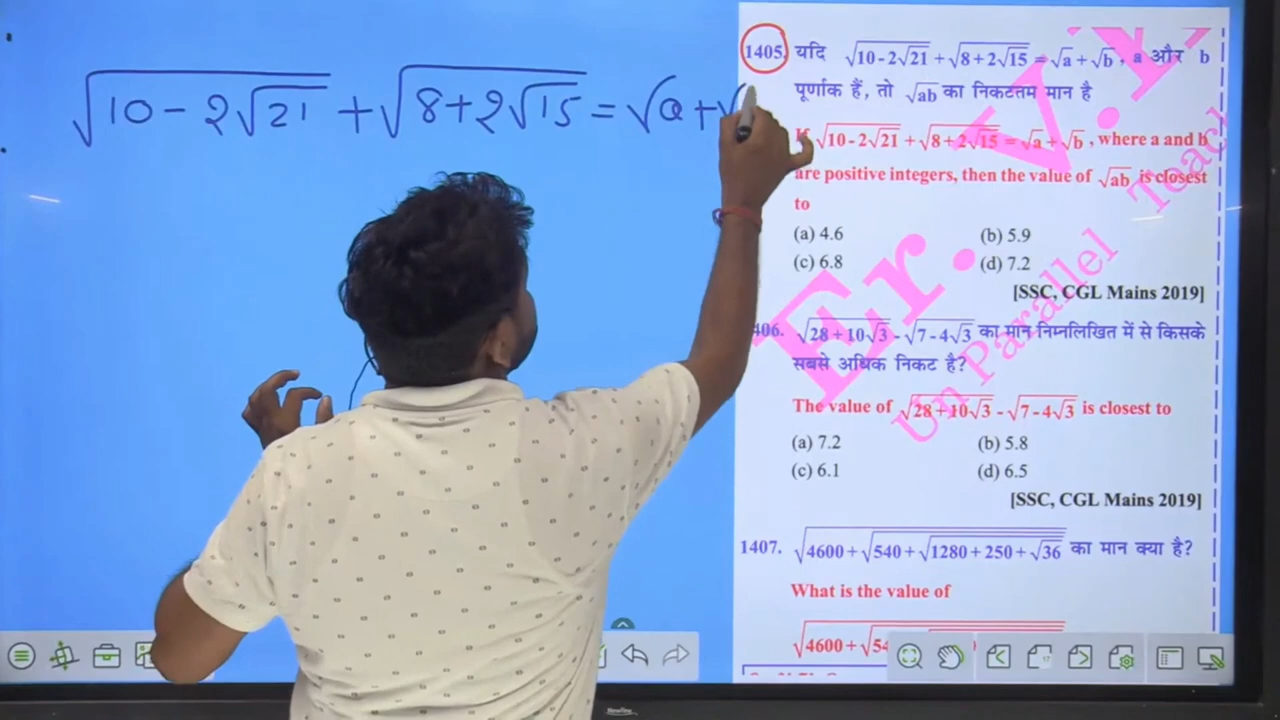 √10 - 2√21 + √8 + 2√15 = √a + √
1405. यदि √10 - 2√21 + √8 + 2√15 = √a + √b, a और b
पूर्णाक हैं, तो √ab का निकटतम मान है
If √10 - 2√21 + √8 + 2√15 = √a + √b, where a and b
are positive integers, then the value of √ab is closest
to
(a) 4.6 (b) 5.9
(c) 6.8 (d) 7.2
[SSC, CGL Mains 2019]
406. √28 + 10√3 - √7 - 4√3 का मान निम्नलिखित में से किसके
सबसे अधिक निकट है?
The value of √28 + 10√3 - √7 - 4√3 is closest to
(a) 7.2 (b) 5.8
(c) 6.1 (d) 6.5
[SSC, CGL Mains 2019]
1407. √4600 + √540 + √1280 + 250 + √36 का मान क्या है?
What is the value of
√4600 + √54
Er. V.
Un Parallel Teach
17
Newline